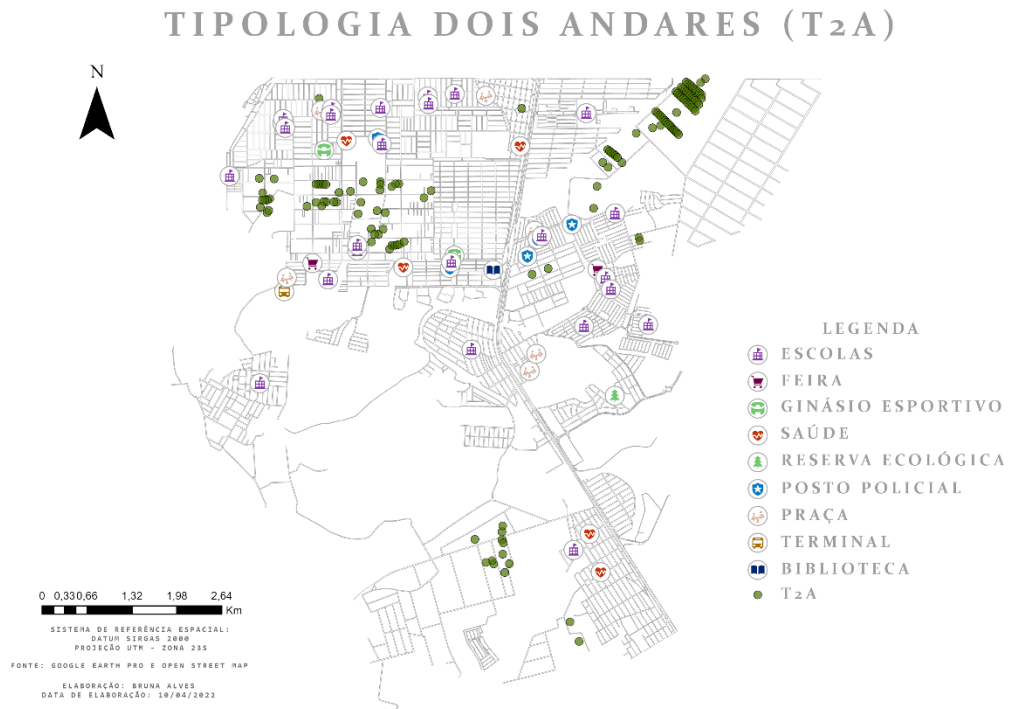 TIPOLOGIA DOIS ANDARES (T2A)
N
LEGENDA
ESCOLAS
FEIRA
GINÁSIO ESPORTIVO
SAÚDE
RESERVA ECOLÓGICA
POSTO POLICIAL
PRAÇA
TERMINAL
BIBLIOTECA
T2A
0 0,330,66 1,32 1,98 2,64
Km
SISTEMA DE REFERÊNCIA ESPACIAL:
DATUM SIRGAS 2000
PROJEÇÃO UTM - ZONA 23S
FONTE: GOOGLE EARTH PRO E OPEN STREET MAP
ELABORAÇÃO: BRUNA ALVES
DATA DE ELABORAÇÃO: 10/04/2022